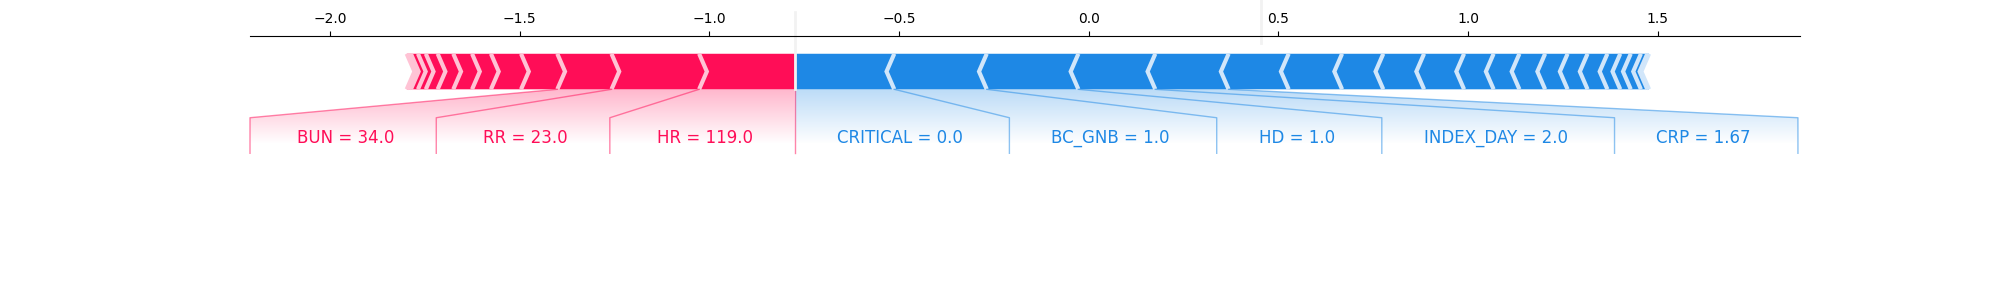 −2.0 −1.5 −1.0 −0.5 0.0 0.5 1.0 1.5
BUN = 34.0 RR = 23.0 HR = 119.0 CRITICAL = 0.0 BC_GNB = 1.0 HD = 1.0 INDEX_DAY = 2.0 CRP = 1.67